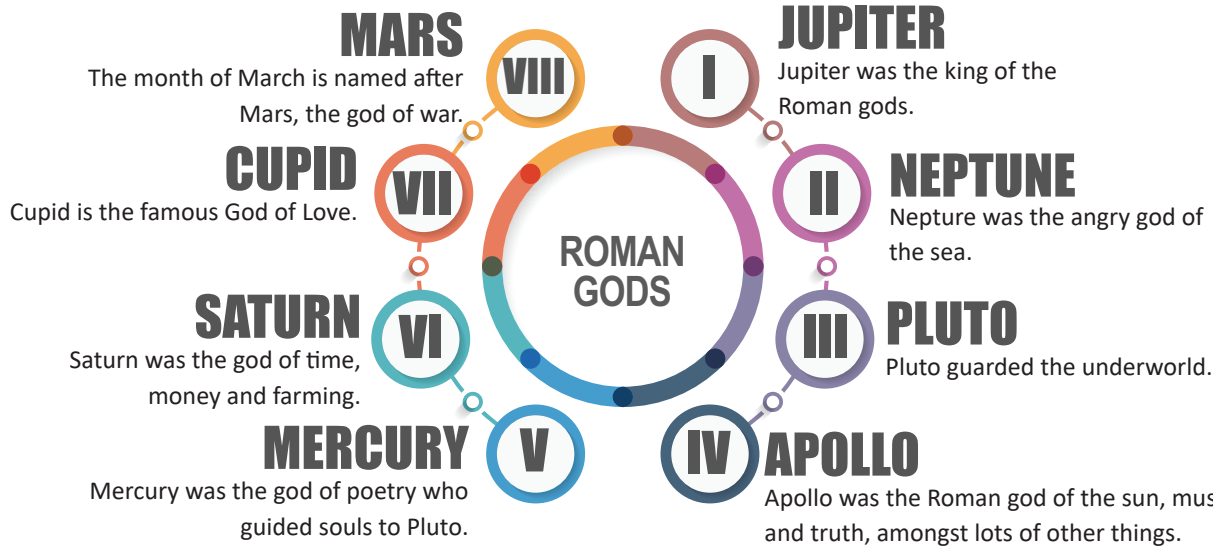 ROMAN
GODS
I
JUPITER
Jupiter was the king of the
Roman gods.
II
NEPTUNE
Nepture was the angry god of
the sea.
III
PLUTO
Pluto guarded the underworld.
IV
APOLLO
Apollo was the Roman god of the sun,
and truth, amongst lots of other things.
V
MERCURY
Mercury was the god of poetry who
guided souls to Pluto.
VI
SATURN
Saturn was the god of time,
money and farming.
VII
CUPID
Cupid is the famous God of Love.
VIII
MARS
The month of March is named after
Mars, the god of war.